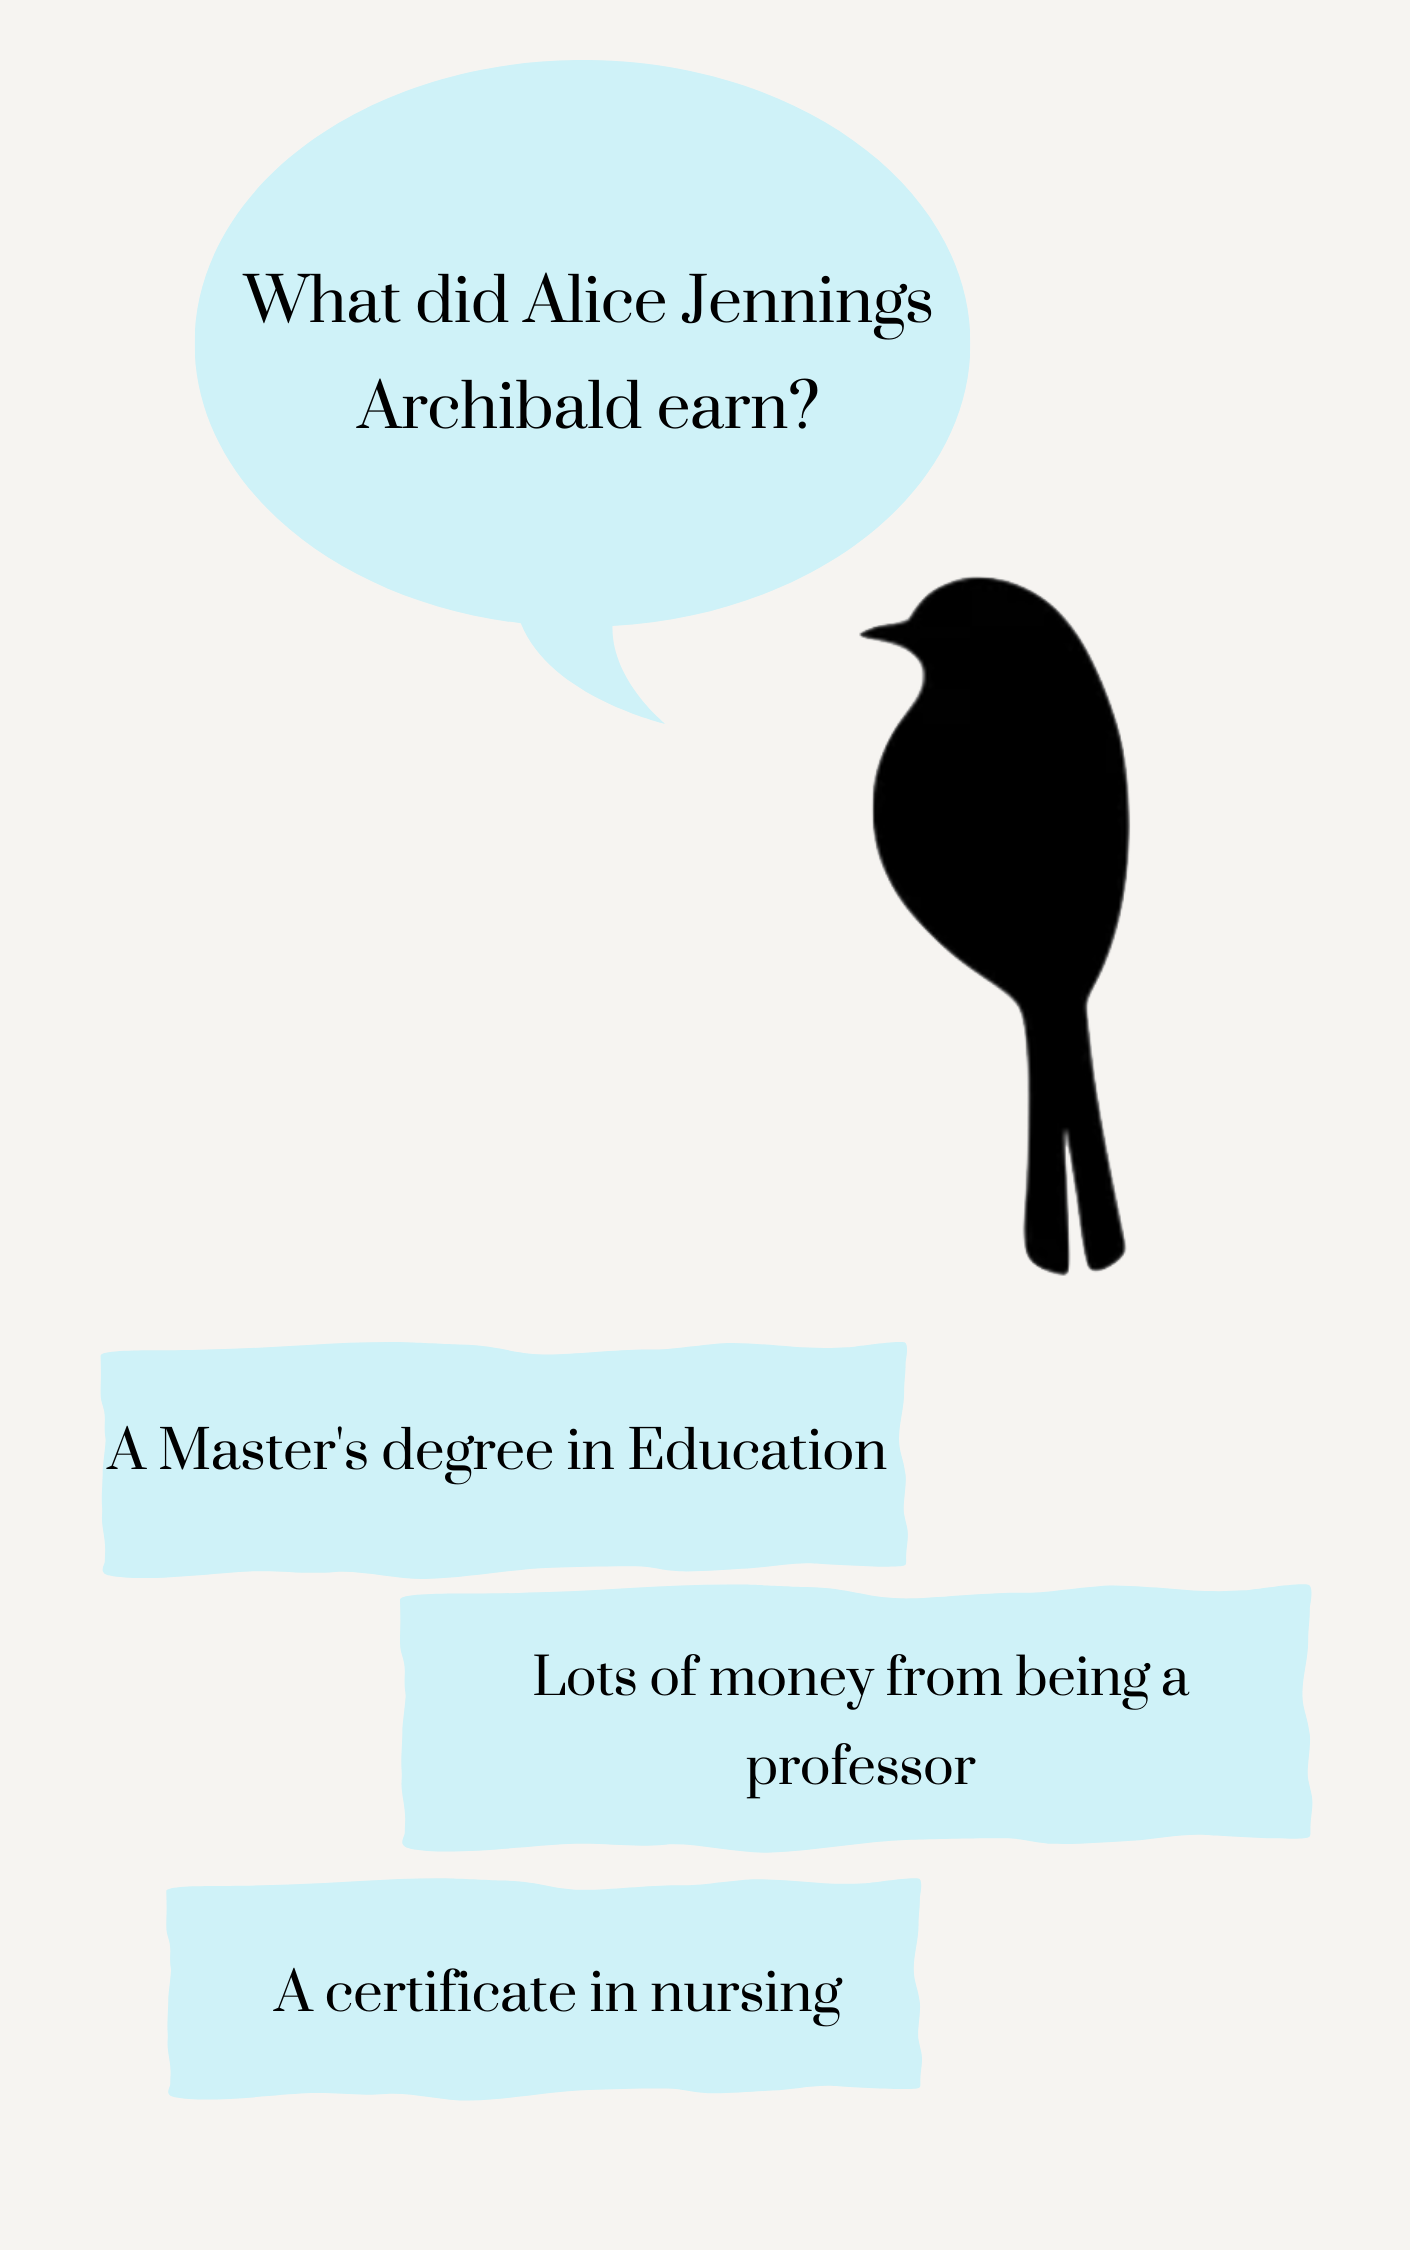 What did Alice Jennings
Archibald earn?
A Master's degree in Education
Lots of money from being a
professor
A certificate in nursing